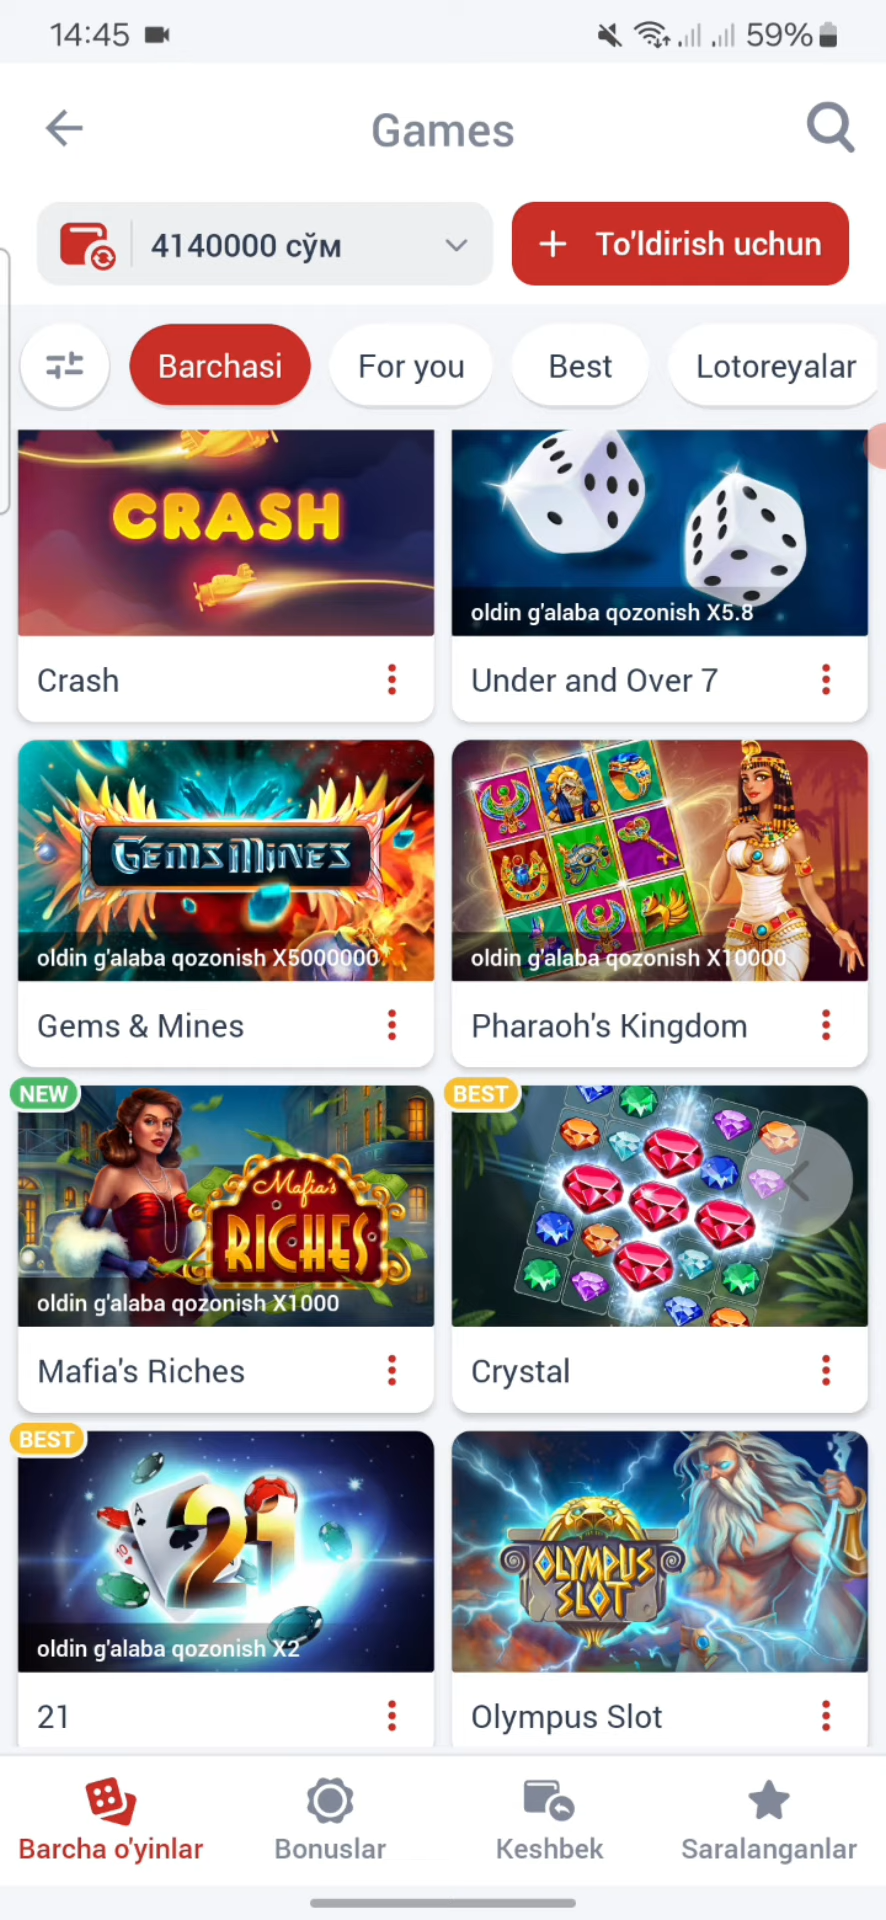 14:45
59%
Games
4140000 сўм
+ To'ldirish uchun
Barchasi
For you
Best
Lotoreyalar
CRASH
oldin g'alaba qozonish X5.8
Crash
Under and Over 7
GEMS MINES
oldin g'alaba qozonish X5000000
oldin g'alaba qozonish X10000
Gems & Mines
Pharaoh's Kingdom
NEW
BEST
Mafia's
RICHES
oldin g'alaba qozonish X1000
Mafia's Riches
Crystal
BEST
A
10
21
OLYMPUS
SLOT
oldin g'alaba qozonish X2
21
Olympus Slot
Barcha o'yinlar
Bonuslar
Keshbek
Saralanganlar